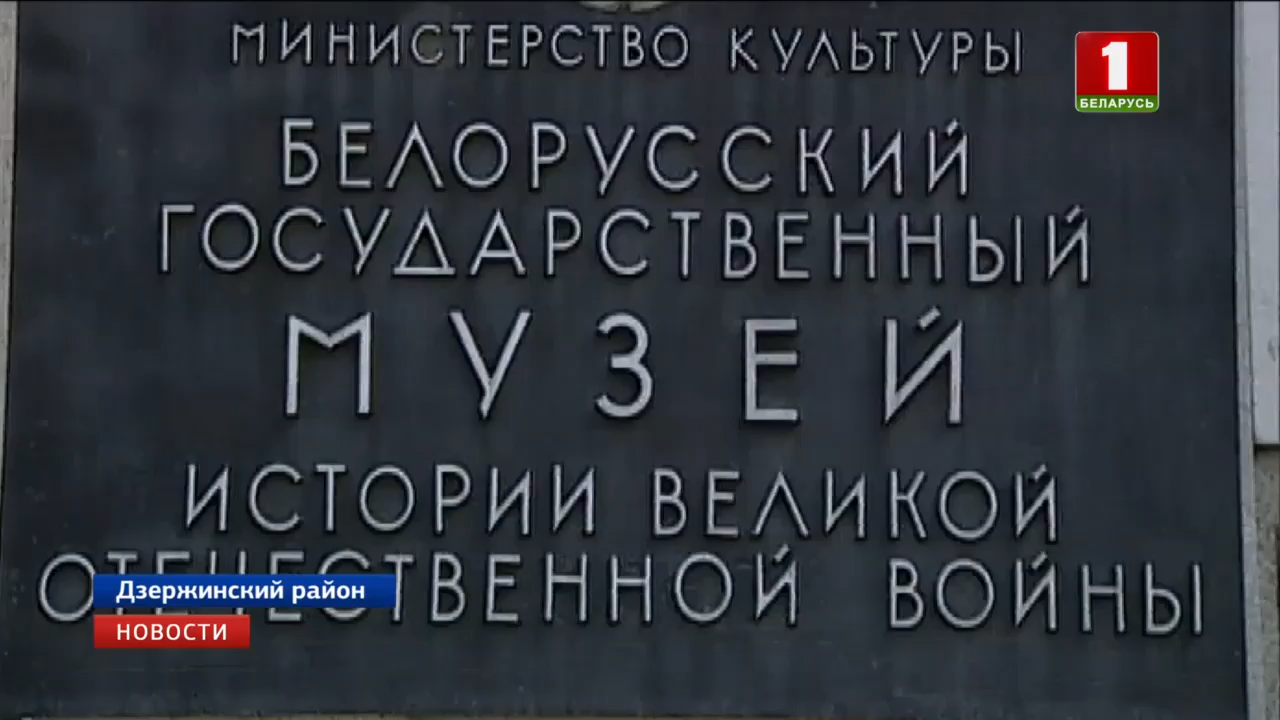 МИНИСТЕРСТВО КУЛЬТУРЫ
1
БЕЛАРУСЬ
БЕЛОРУССКИЙ
ГОСУДАРСТВЕННЫЙ
МУЗЕЙ
ИСТОРИИ ВЕЛИКОЙ
ОТЕЧЕСТВЕННОЙ ВОЙНЫ
Дзержинский район
НОВОСТИ